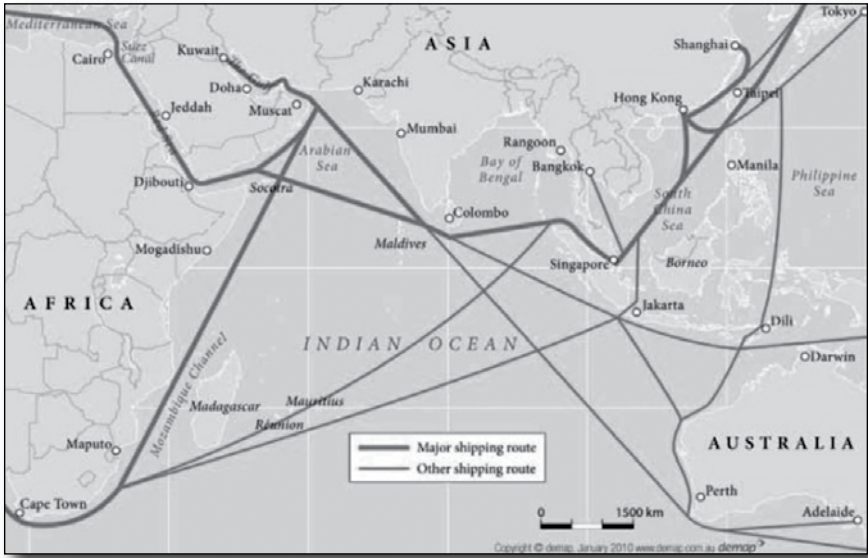 Mediterranean Sea
Tokyo
Suez
Canal
Cairo
Kuwait
The Gulf
ASIA
Shanghai
Doha
Karachi
Jeddah
Muscat
Hong Kong
Taipei
Mumbai
Arabian
Sea
Rangoon
Bay of
Bengal
Bangkok
Manila
Philippine
Sea
Djibouti
Socotra
South
China
Sea
Colombo
Maldives
Mogadishu
Singapore
Borneo
AFRICA
Jakarta
Dili
INDIAN OCEAN
Darwin
Mozambique Channel
Madagascar
Mauritius
Réunion
Maputo
Major shipping route
Other shipping route
AUSTRALIA
Cape Town
Perth
0 1500 km
Adelaide
Copyright © demap, January 2010 www.demap.com.au demap